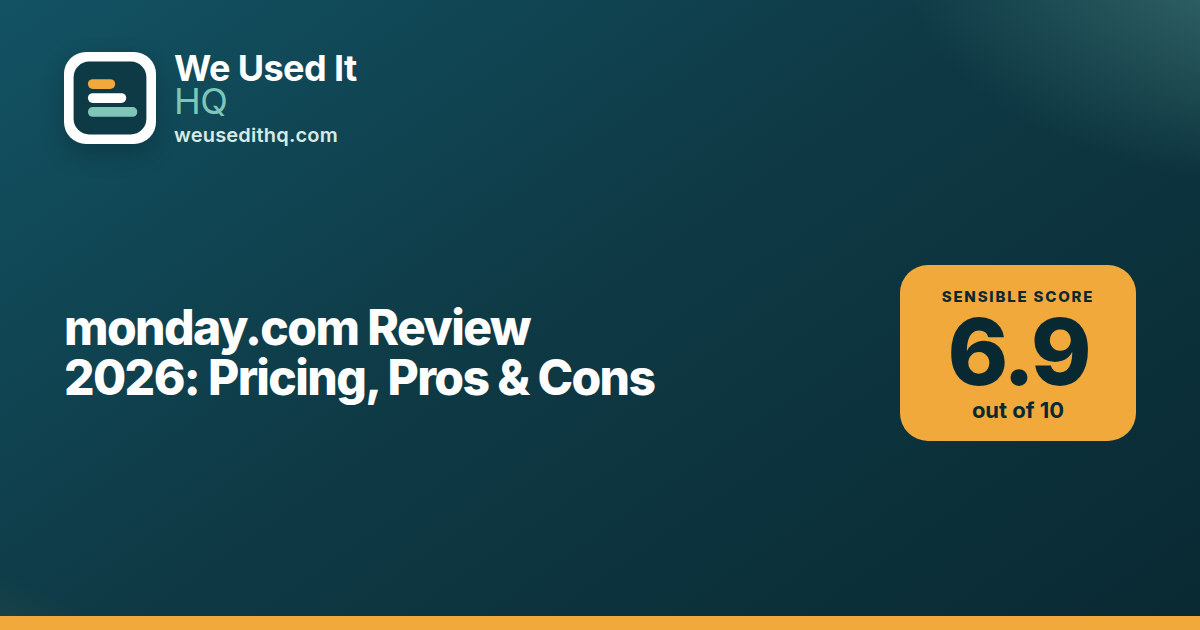 We Used It
HQ
weusedithq.com
monday.com Review
2026: Pricing, Pros & Cons
SENSIBLE SCORE
6.9
out of 10